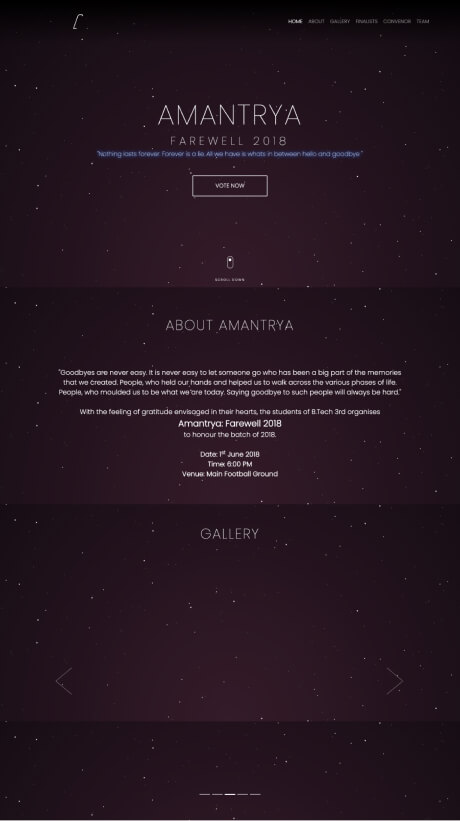 HOME ABOUT GALLERY FINALISTS CONVENOR TEAM
AMANTRYA
FAREWELL 2018
"Nothing lasts forever. Forever is a lie. All we have is whats in between hello and goodbye."
VOTE NOW
SCROLL DOWN
ABOUT AMANTRYA
"Goodbyes are never easy. It is never easy to let someone go who has been a big part of the memories
that we created. People, who held our hands and helped us to walk across the various phases of life.
People, who moulded us to be what we're today. Saying goodbye to such people will always be hard."
With the feeling of gratitude envisaged in their hearts, the students of B.Tech 3rd organises
Amantrya: Farewell 2018
to honour the batch of 2018.
Date: 1st June 2018
Time: 6:00 PM
Venue: Main Football Ground
GALLERY